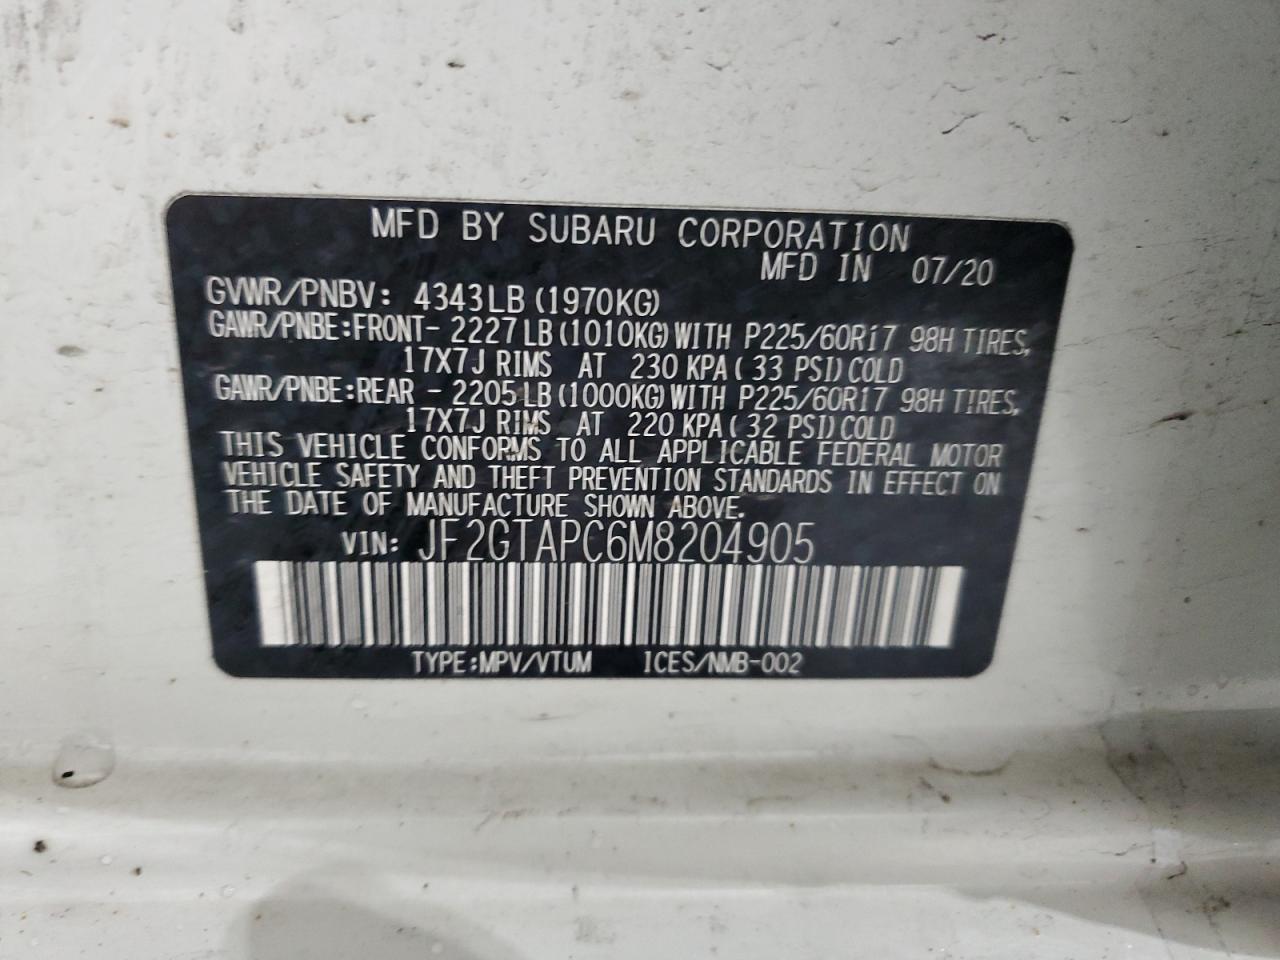 MFD BY SUBARU CORPORATION
MFD IN 07/20
GVWR/PNBV: 4343LB(1970KG)
GAWR/PNBE:FRONT- 2227LB(1010KG)WITH P225/60R17 98H TIRES,
17X7J RIMS AT 230 KPA(33 PSI)COLD
GAWR/PNBE:REAR - 2205LB(1000KG)WITH P225/60R17 98H TIRES,
17X7J RIMS AT 220 KPA(32 PSI)COLD
THIS VEHICLE CONFORMS TO ALL APPLICABLE FEDERAL MOTOR
VEHICLE SAFETY AND THEFT PREVENTION STANDARDS IN EFFECT ON
THE DATE OF MANUFACTURE SHOWN ABOVE.
VIN: JF2GTAPC6M8204905
TYPE:MPV/VTUM ICES/NMB-002